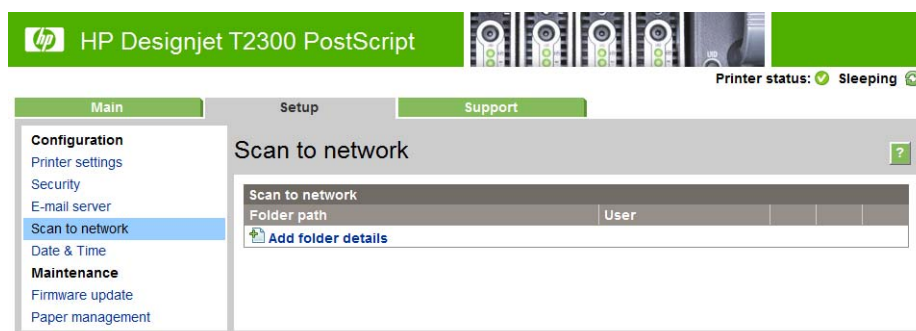 hp HP Designjet T2300 PostScript
UID
Printer status: Sleeping
Main Setup Support
Configuration
Printer settings
Security
E-mail server
Scan to network
Date & Time
Maintenance
Firmware update
Paper management
Scan to network
?
Scan to network
Folder path User
Add folder details